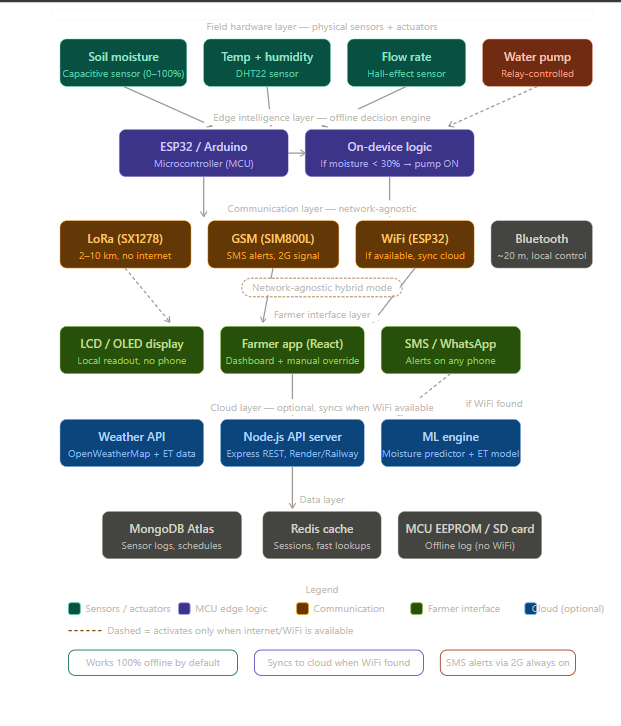 Field hardware layer — physical sensors + actuators
Soil moisture
Capacitive sensor (0–100%)
Temp + humidity
DHT22 sensor
Flow rate
Hall-effect sensor
Water pump
Relay-controlled
Edge intelligence layer — offline decision engine
ESP32 / Arduino
Microcontroller (MCU)
On-device logic
If moisture < 30% → pump ON
Communication layer — network-agnostic
LoRa (SX1278)
2–10 km, no internet
GSM (SIM800L)
SMS alerts, 2G signal
WiFi (ESP32)
If available, sync cloud
Bluetooth
~20 m, local control
Network-agnostic hybrid mode
Farmer interface layer
LCD / OLED display
Local readout, no phone
Farmer app (React)
Dashboard + manual override
SMS / WhatsApp
Alerts on any phone
if WiFi found
Cloud layer — optional, syncs when WiFi available
Weather API
OpenWeatherMap + ET data
Node.js API server
Express REST, Render/Railway
ML engine
Moisture predictor + ET model
Data layer
MongoDB Atlas
Sensor logs, schedules
Redis cache
Sessions, fast lookups
MCU EEPROM / SD card
Offline log (no WiFi)
Legend
Sensors / actuators
MCU edge logic
Communication
Farmer interface
Cloud (optional)
Dashed = activates only when internet/WiFi is available
Works 100% offline by default
Syncs to cloud when WiFi found
SMS alerts via 2G always on